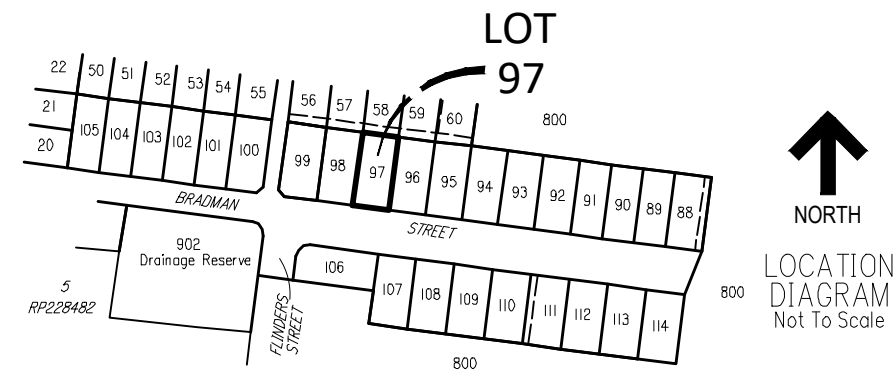 LOT
97
22 50 51 52 53 54 55 56 57 58 59 60 800
21
20 105 104 103 102 101 100 99 98 97 96 95 94 93 92 91 90 89 88
BRADMAN
STREET
NORTH
902
Drainage Reserve
5
RP228482
FLINDERS
STREET
106
107 108 109 110 111 112 113 114
800
800
LOCATION
DIAGRAM
Not To Scale